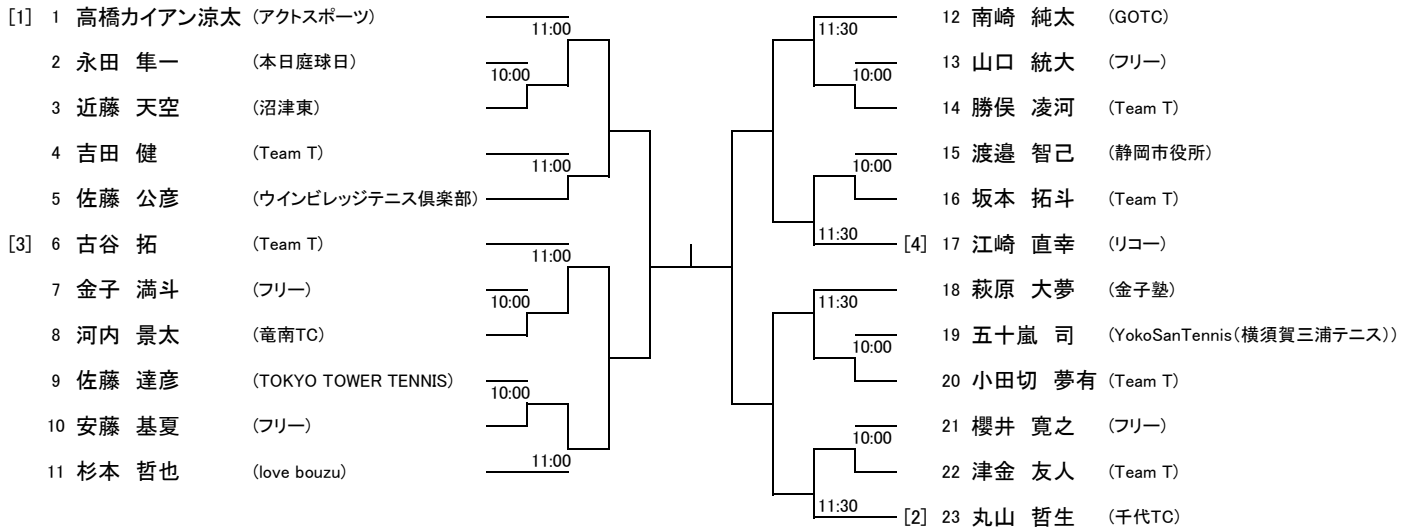 [1] 1 高橋カイアン涼太 (アクトスポーツ)
11:00
2 永田 隼一 (本日庭球日)
10:00
3 近藤 天空 (沼津東)
4 吉田 健 (Team T)
11:00
5 佐藤 公彦 (ウインビレッジテニス倶楽部)
[3] 6 古谷 拓 (Team T)
11:00
7 金子 満斗 (フリー)
10:00
8 河内 景太 (竜南TC)
9 佐藤 達彦 (TOKYO TOWER TENNIS)
10:00
10 安藤 基夏 (フリー)
11:00
11 杉本 哲也 (love bouzu)
12 南崎 純太 (GOTC)
11:30
13 山口 統大 (フリー)
10:00
14 勝俣 凌河 (Team T)
15 渡邉 智己 (静岡市役所)
10:00
16 坂本 拓斗 (Team T)
11:30
[4] 17 江崎 直幸 (リコー)
18 萩原 大夢 (金子塾)
11:30
19 五十嵐 司 (YokoSanTennis(横須賀三浦テニス))
10:00
20 小田切 夢有 (Team T)
21 櫻井 寛之 (フリー)
10:00
22 津金 友人 (Team T)
11:30
[2] 23 丸山 哲生 (千代TC)